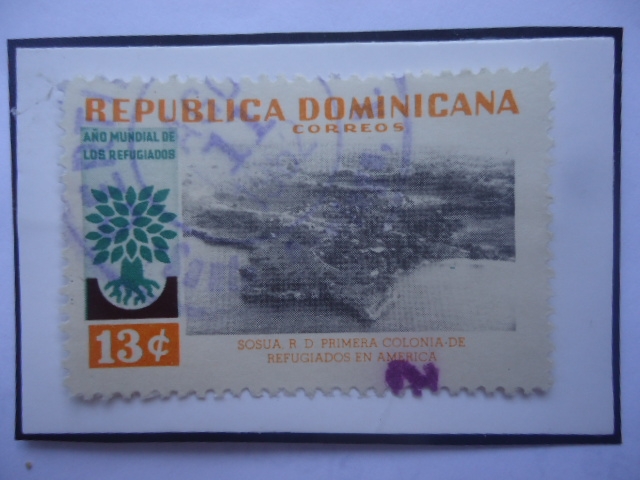 REPUBLICA DOMINICANA
CORREOS
AÑO MUNDIAL DE
LOS REFUGIADOS
13¢
SOSUA, R. D. PRIMERA COLONIA-DE
REFUGIADOS EN AMERICA